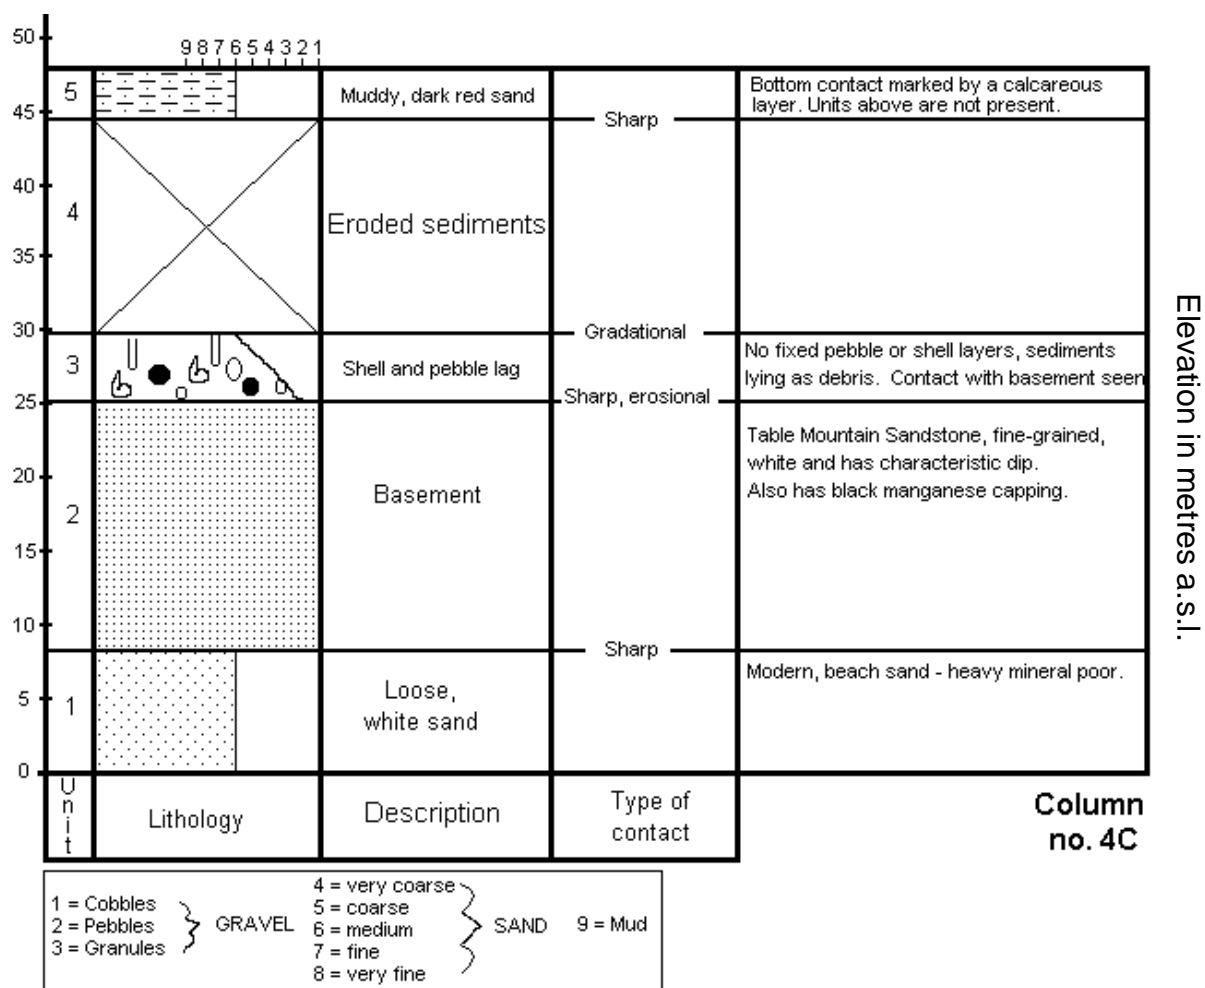 50
9 8 7 6 5 4 3 2 1
5
Muddy, dark red sand
Bottom contact marked by a calcareous
layer. Units above are not present.
45
Sharp
40
4
Eroded sediments
35
30
Gradational
3
Shell and pebble lag
No fixed pebble or shell layers, sediments
lying as debris. Contact with basement seen
25
Sharp, erosional
Table Mountain Sandstone, fine-grained,
white and has characteristic dip.
Also has black manganese capping.
20
Basement
2
15
10
Sharp
Modern, beach sand - heavy mineral poor.
5
1
Loose,
white sand
0
Unit
Lithology
Description
Type of
contact
Column
no. 4C
Elevation in metres a.s.l.
1 = Cobbles
2 = Pebbles
3 = Granules
GRAVEL
4 = very coarse
5 = coarse
6 = medium
7 = fine
8 = very fine
SAND
9 = Mud